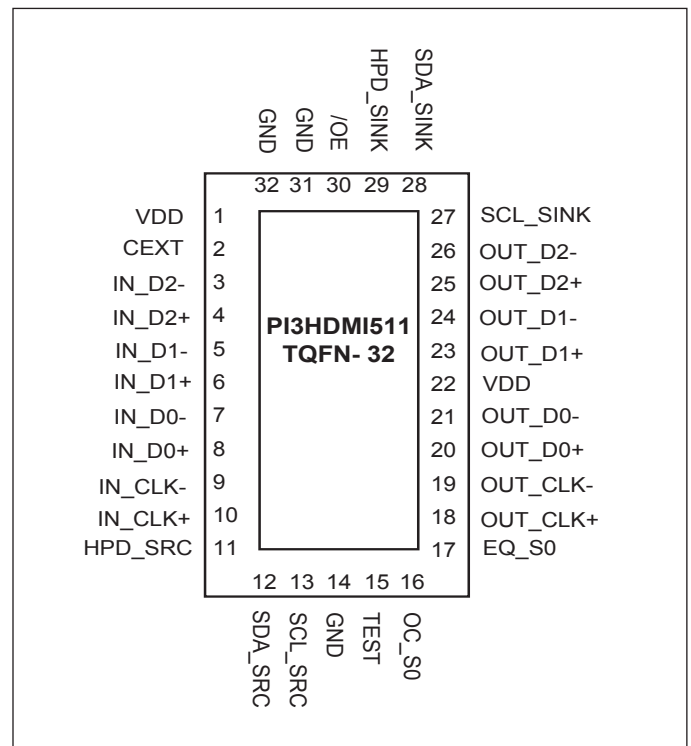 GND
GND
/OE
HPD_SINK
SDA_SINK
32 31 30 29 28
VDD 1
CEXT 2
IN_D2- 3
IN_D2+ 4
IN_D1- 5
IN_D1+ 6
IN_D0- 7
IN_D0+ 8
IN_CLK- 9
IN_CLK+ 10
HPD_SRC 11
PI3HDMI511
TQFN- 32
27 SCL_SINK
26 OUT_D2-
25 OUT_D2+
24 OUT_D1-
23 OUT_D1+
22 VDD
21 OUT_D0-
20 OUT_D0+
19 OUT_CLK-
18 OUT_CLK+
17 EQ_S0
12 13 14 15 16
SDA_SRC
SCL_SRC
GND
TEST
OC_S0